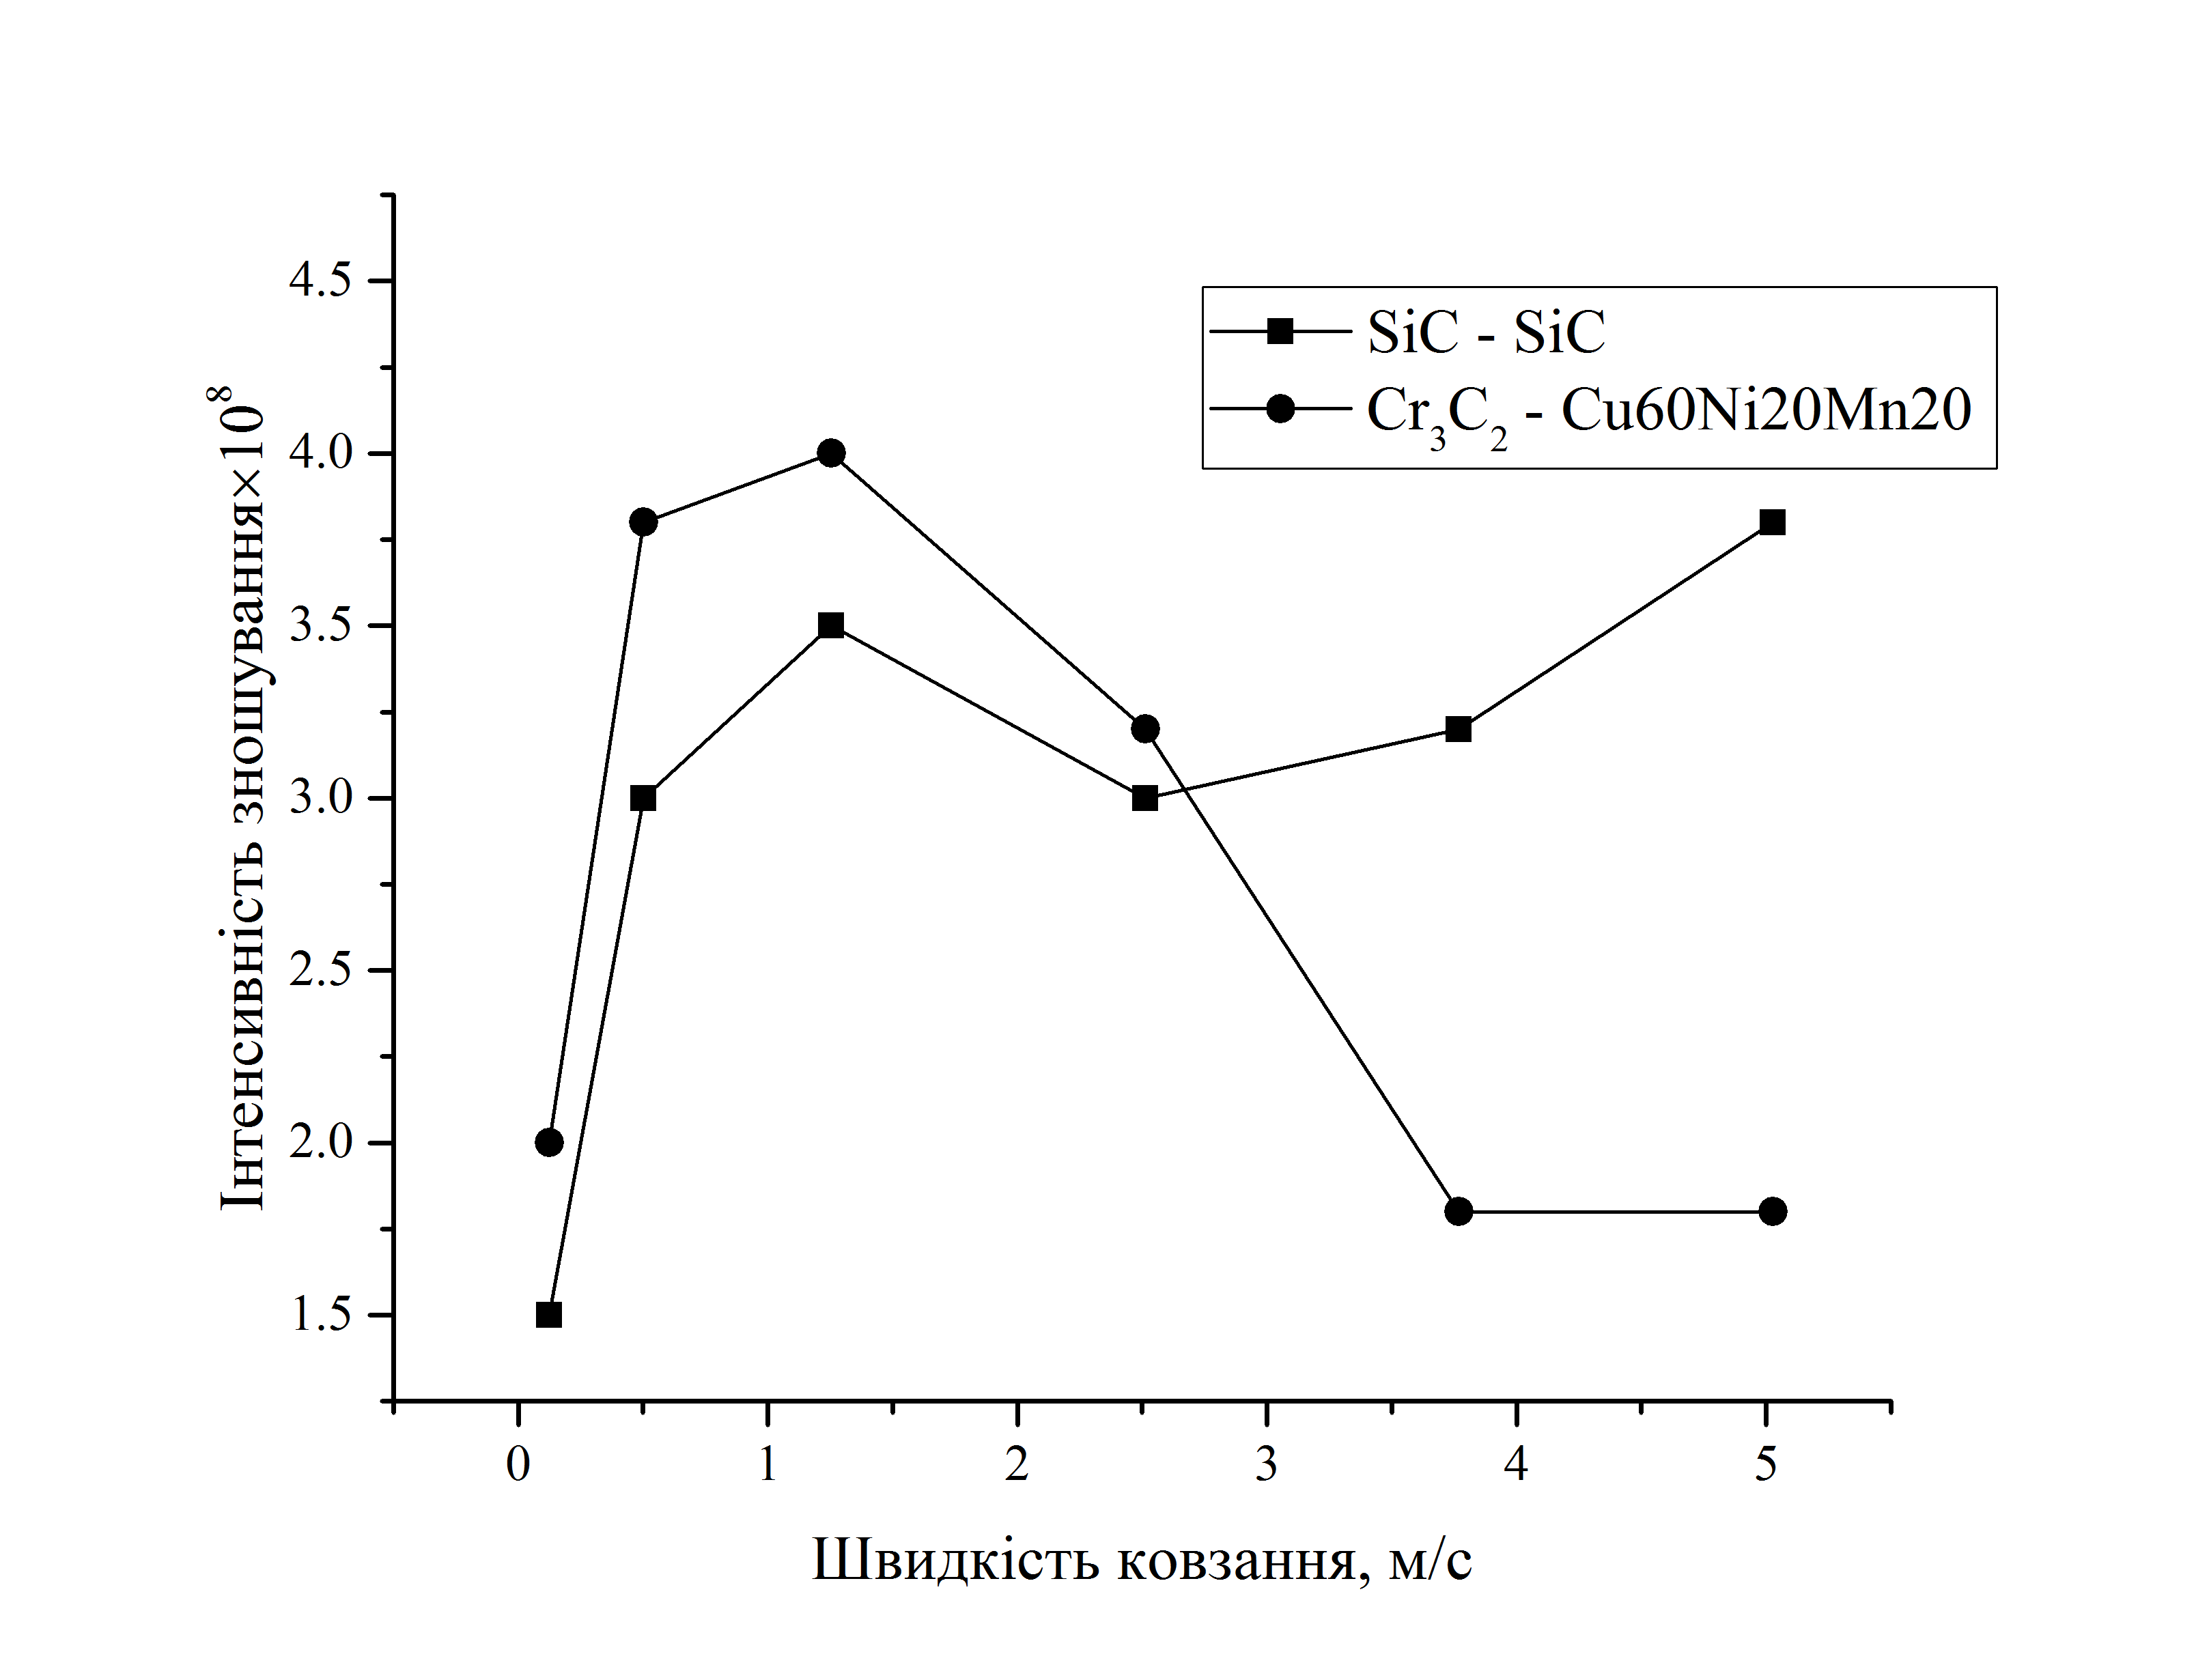 4.5
4.0
3.5
3.0
2.5
2.0
1.5
Інтенсивність зношування×10⁸
SiC - SiC
Cr₃C₂ - Cu60Ni20Mn20
0 1 2 3 4 5
Швидкість ковзання, м/с